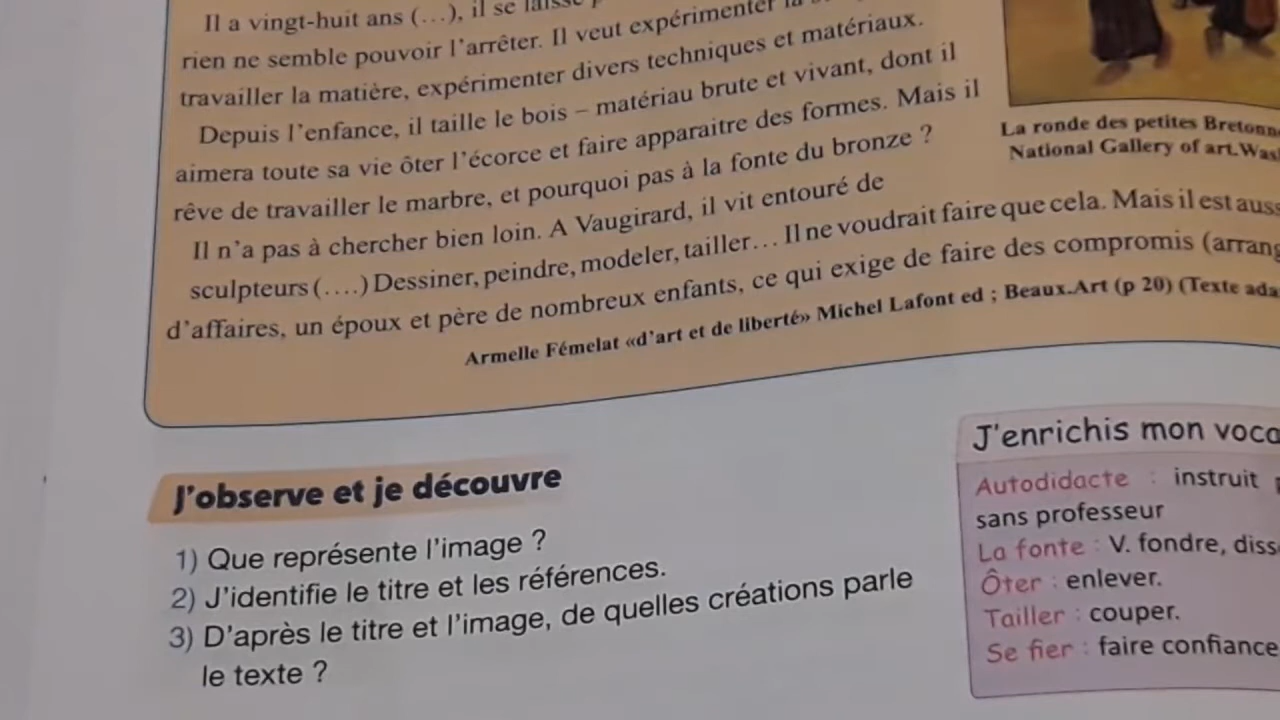 Il a vingt-huit ans (...), il se laisse
rien ne semble pouvoir l'arrêter. Il veut expérimenter la
travailler la matière, expérimenter divers techniques et matériaux.
Depuis l'enfance, il taille le bois – matériau brute et vivant, dont il
aimera toute sa vie ôter l'écorce et faire apparaitre des formes. Mais il
rêve de travailler le marbre, et pourquoi pas à la fonte du bronze ?
Il n'a pas à chercher bien loin. A Vaugirard, il vit entouré de
sculpteurs (....) Dessiner, peindre, modeler, tailler... Il ne voudrait faire que cela. Mais il est
d'affaires, un époux et père de nombreux enfants, ce qui exige de faire des compromis
Armelle Fémelat «d'art et de liberté» Michel Lafont ed ; Beaux.Art (p 20) (Texte
La ronde des petites
National Gallery of art.
J'observe et je découvre
1) Que représente l'image ?
2) J'identifie le titre et les références.
3) D'après le titre et l'image, de quelles créations parle
le texte ?
J'enrichis mon
Autodidacte : instruit
sans professeur
La fonte : V. fondre,
Ôter : enlever.
Tailler : couper.
Se fier : faire confiance